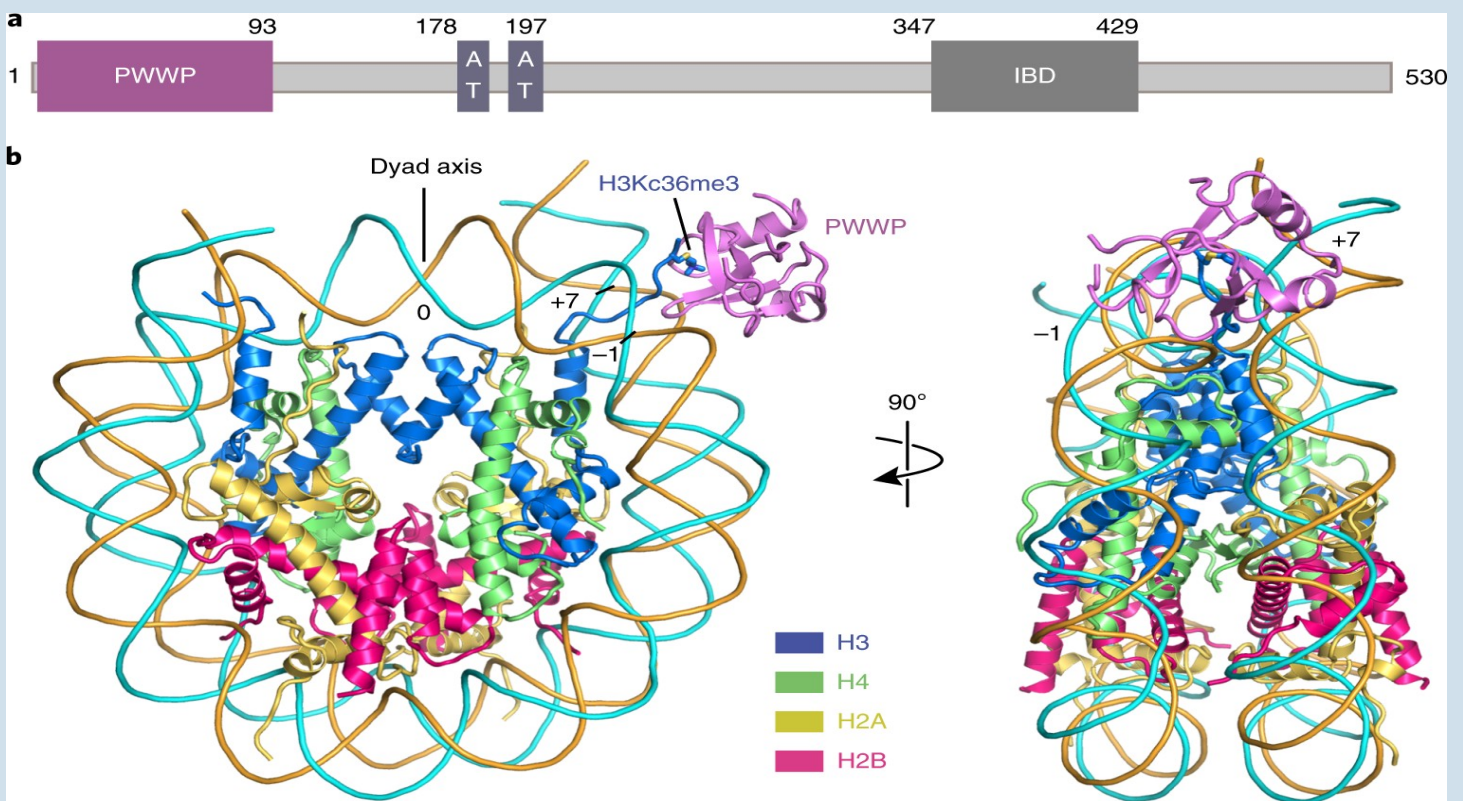 a
93 178 197 347 429
1 PWWP A T A T IBD 530
b
Dyad axis
H3Kc36me3
PWWP
+7
0
–1
90°
+7
–1
H3
H4
H2A
H2B